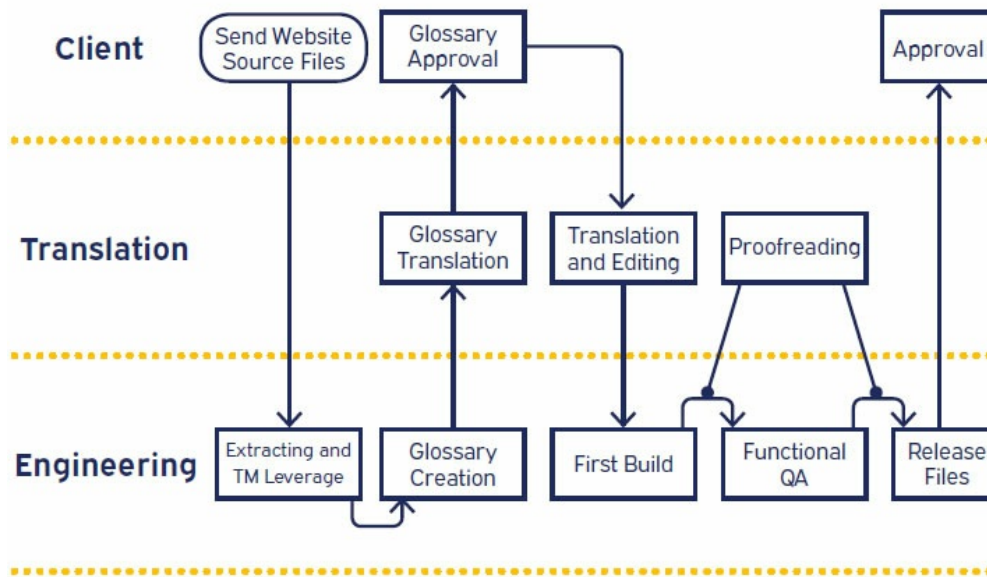 Client
Send Website
Source Files
Glossary
Approval
Approval
Translation
Glossary
Translation
Translation
and Editing
Proofreading
Engineering
Extracting and
TM Leverage
Glossary
Creation
First Build
Functional
QA
Release
Files